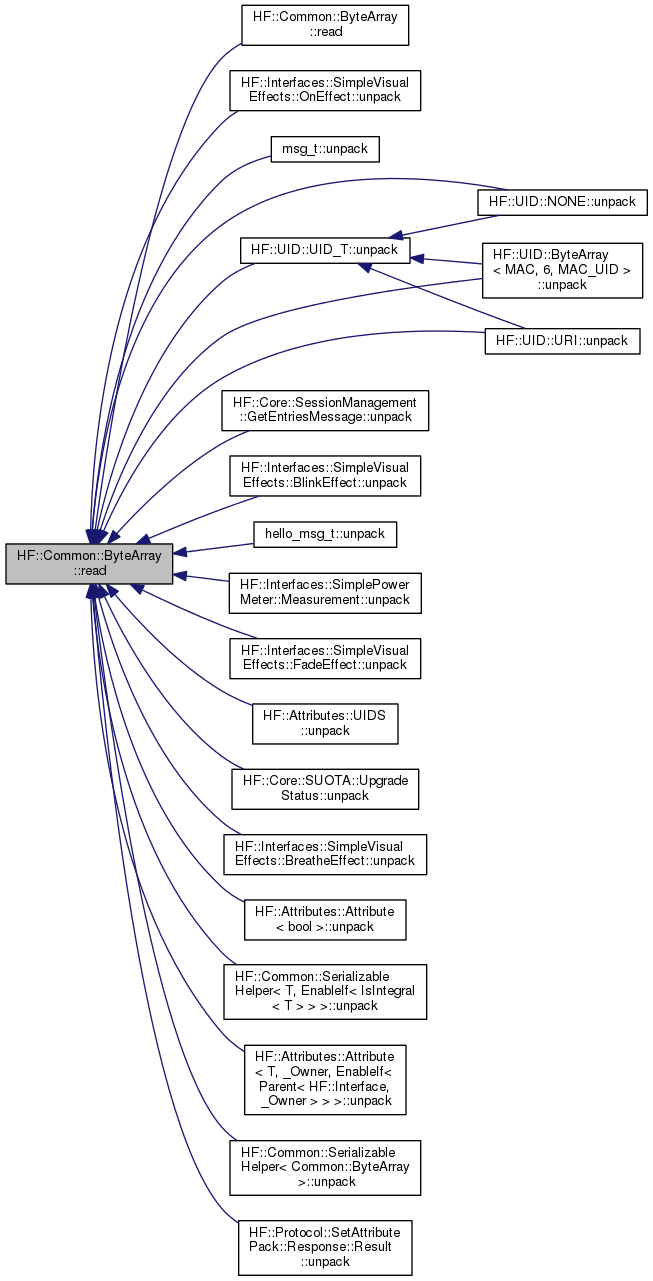 HF::Common::ByteArray
::read
HF::Interfaces::SimpleVisual
Effects::OnEffect::unpack
msg_t::unpack
HF::UID::NONE::unpack
HF::UID::UID_T::unpack
HF::UID::ByteArray
< MAC, 6, MAC_UID >
::unpack
HF::UID::URI::unpack
HF::Core::SessionManagement
::GetEntriesMessage::unpack
HF::Interfaces::SimpleVisual
Effects::BlinkEffect::unpack
hello_msg_t::unpack
HF::Common::ByteArray
::read
HF::Interfaces::SimplePower
Meter::Measurement::unpack
HF::Interfaces::SimpleVisual
Effects::FadeEffect::unpack
HF::Attributes::UIDS
::unpack
HF::Core::SUOTA::Upgrade
Status::unpack
HF::Interfaces::SimpleVisual
Effects::BreatheEffect::unpack
HF::Attributes::Attribute
< bool >::unpack
HF::Common::Serializable
Helper< T, EnableIf< IsIntegral
< T > > >::unpack
HF::Attributes::Attribute
< T, _Owner, EnableIf<
Parent< HF::Interface,
_Owner > > >::unpack
HF::Common::Serializable
Helper< Common::ByteArray
>::unpack
HF::Protocol::SetAttribute
Pack::Response::Result
::unpack